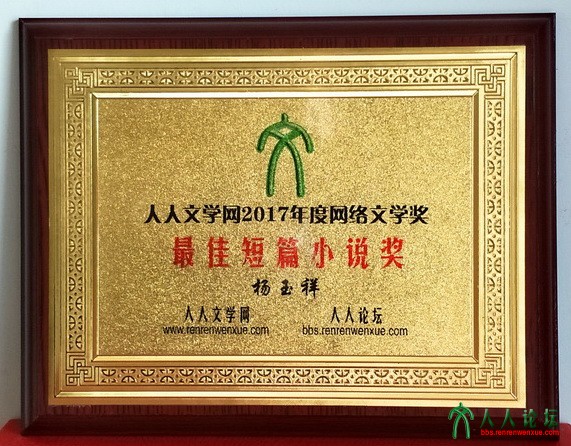 人人文学网2017年度网络文学奖
最佳短篇小说奖
杨玉祥
人人文学网 人人论坛
www.renrenwenxue.com bbs.renrenwenxue.com
人人论坛
bbs.renrenwenxue.com